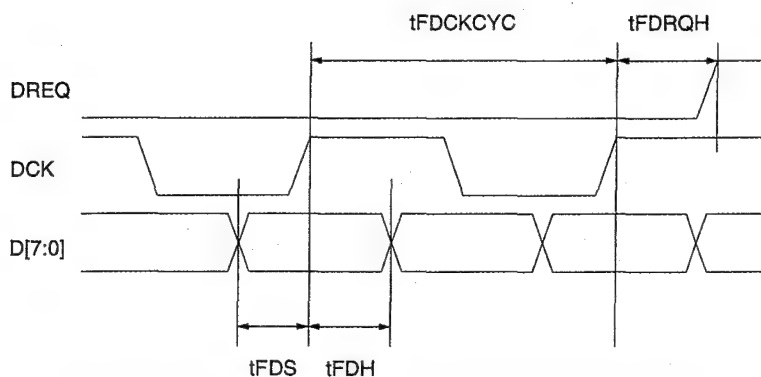 tFDCKCYC
tFDRQH
DREQ
DCK
D[7:0]
tFDS
tFDH